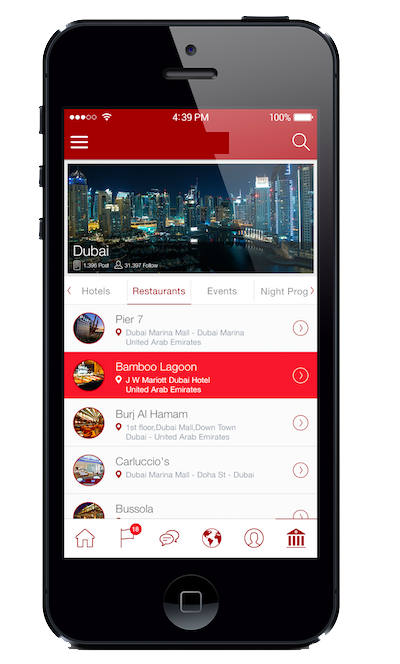 4:39 PM
100%
Dubai
1,396 Post 31,397 Follow
Hotels
Restaurants
Events
Night Prog
Pier 7
Dubai Marina Mall - Dubai Marina
United Arab Emirates
Bamboo Lagoon
J W Mariott Dubai Hotel
United Arab Emirates
Burj Al Hamam
1st floor,Dubai Mall,Down Town
Dubai - United Arab Emirates
Carluccio's
Dubai Marina Mall - Doha St - Dubai
Bussola
18